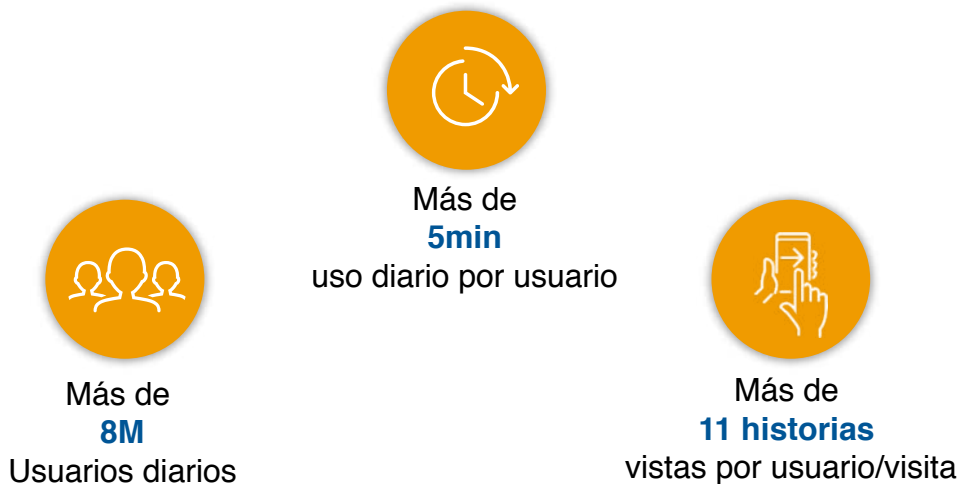 Más de
5min
uso diario por usuario
Más de
8M
Usuarios diarios
Más de
11 historias
vistas por usuario/visita